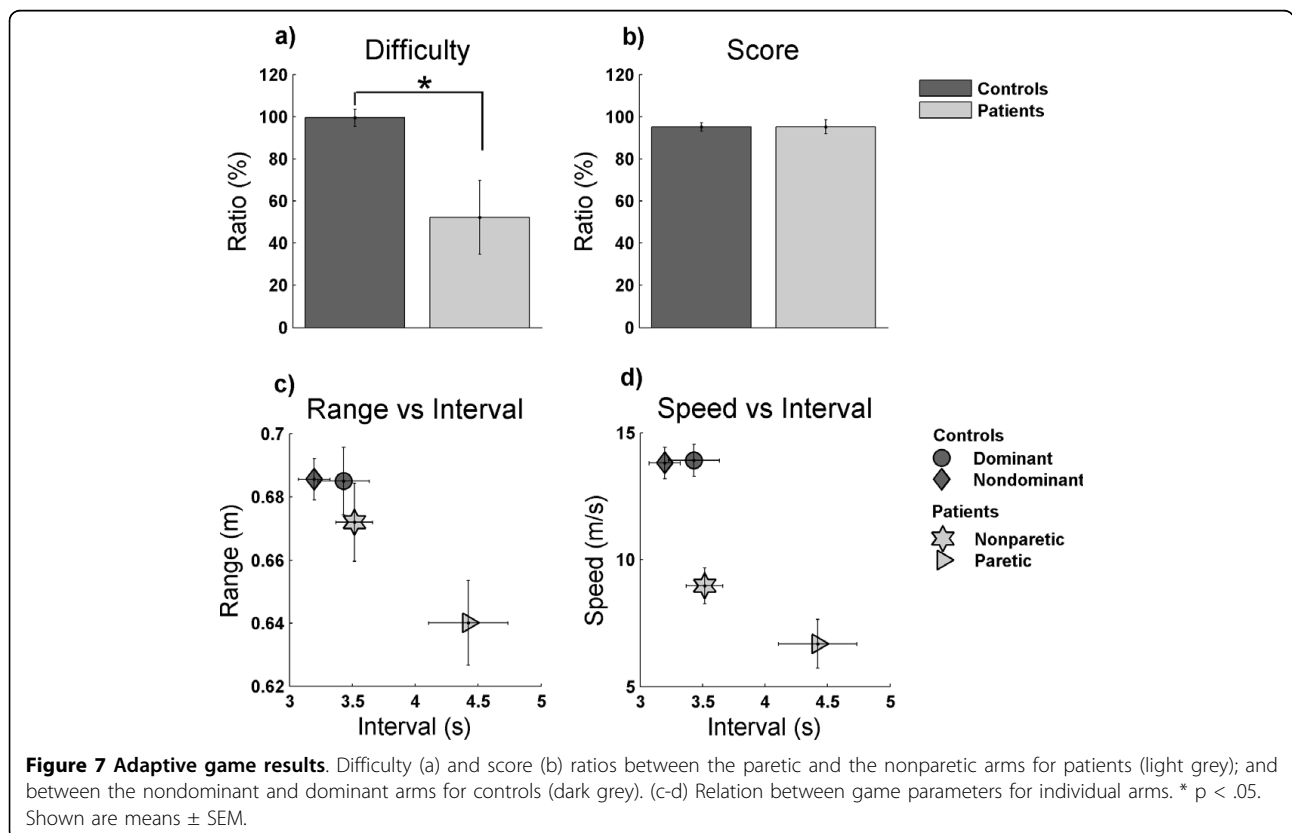 a)
Difficulty
b)
Score
120
100
80
60
40
20
0
Ratio (%)
*
120
100
80
60
40
20
0
Ratio (%)
Controls
Patients
c)
Range vs Interval
d)
Speed vs Interval
0.7
0.68
0.66
0.64
0.62
Range (m)
3 3.5 4 4.5 5
Interval (s)
15
10
5
Speed (m/s)
3 3.5 4 4.5 5
Interval (s)
Controls
Dominant
Nondominant
Patients
Nonparetic
Paretic
Figure 7 Adaptive game results. Difficulty (a) and score (b) ratios between the paretic and the nonparetic arms for patients (light grey); and
between the nondominant and dominant arms for controls (dark grey). (c-d) Relation between game parameters for individual arms. * p < .05.
Shown are means ± SEM.